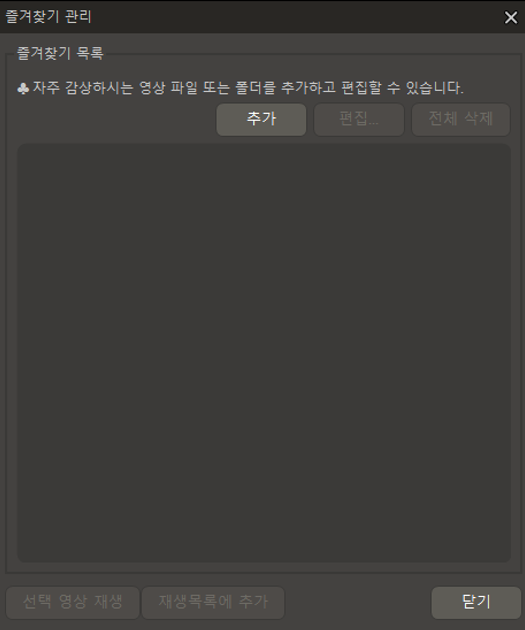 즐겨찾기 관리
즐겨찾기 목록
♣ 자주 감상하시는 영상 파일 또는 폴더를 추가하고 편집할 수 있습니다.
추가 편집... 전체 삭제
선택 영상 재생 재생목록에 추가 닫기